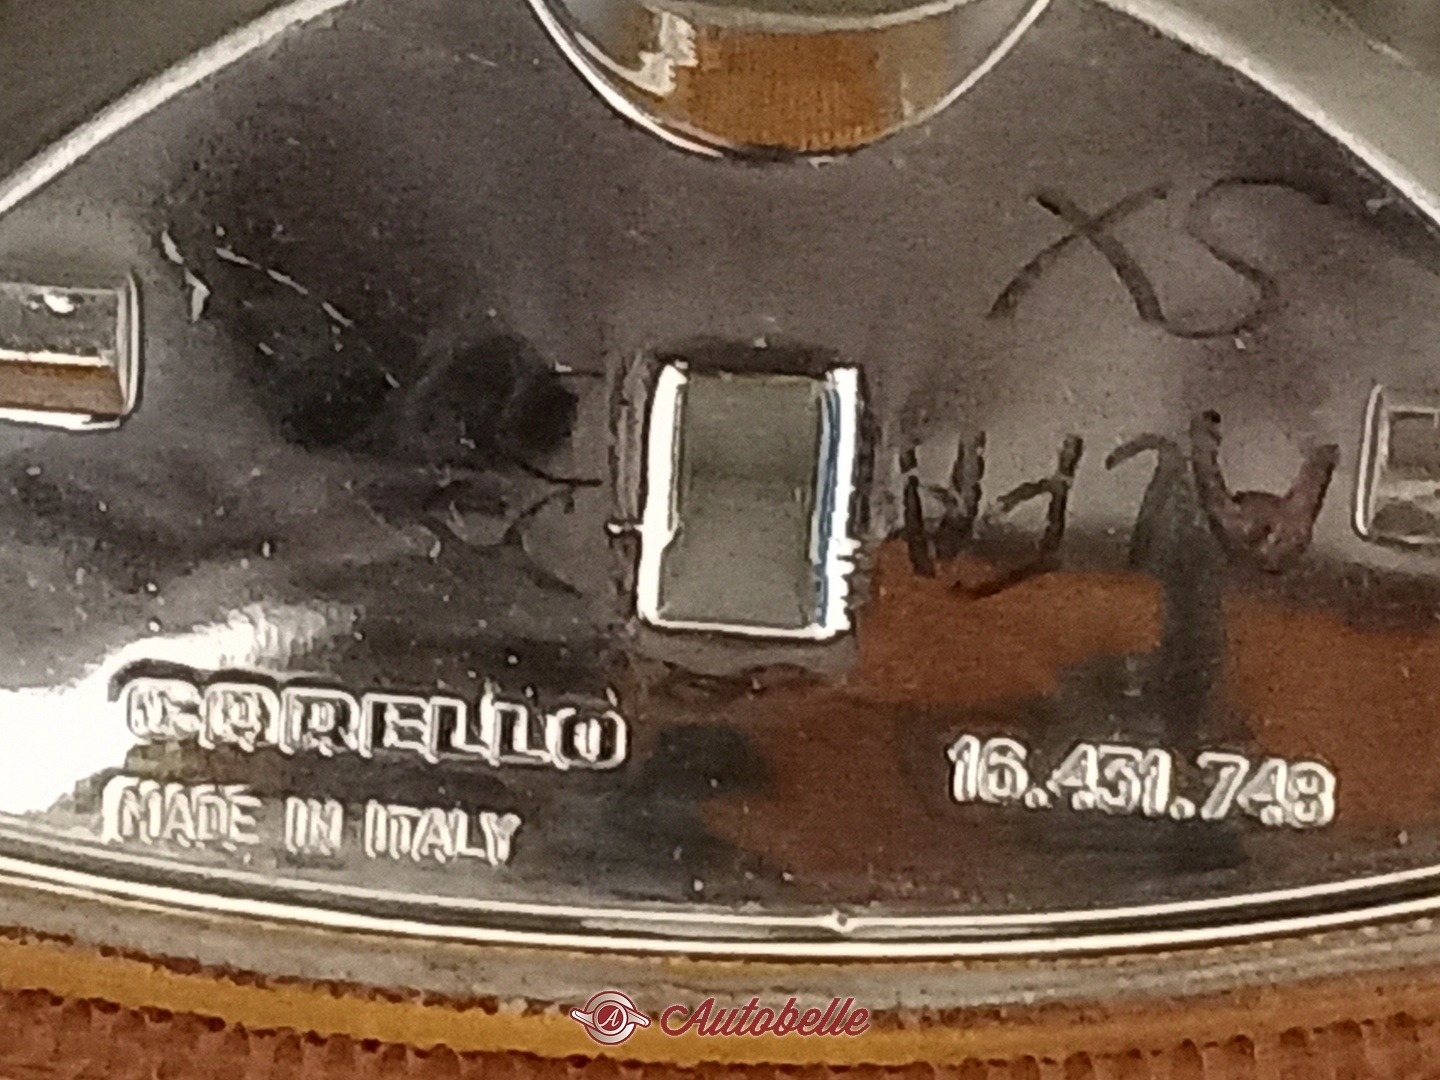 XS
CARELLO
MADE IN ITALY
16.431.748
Autobelle